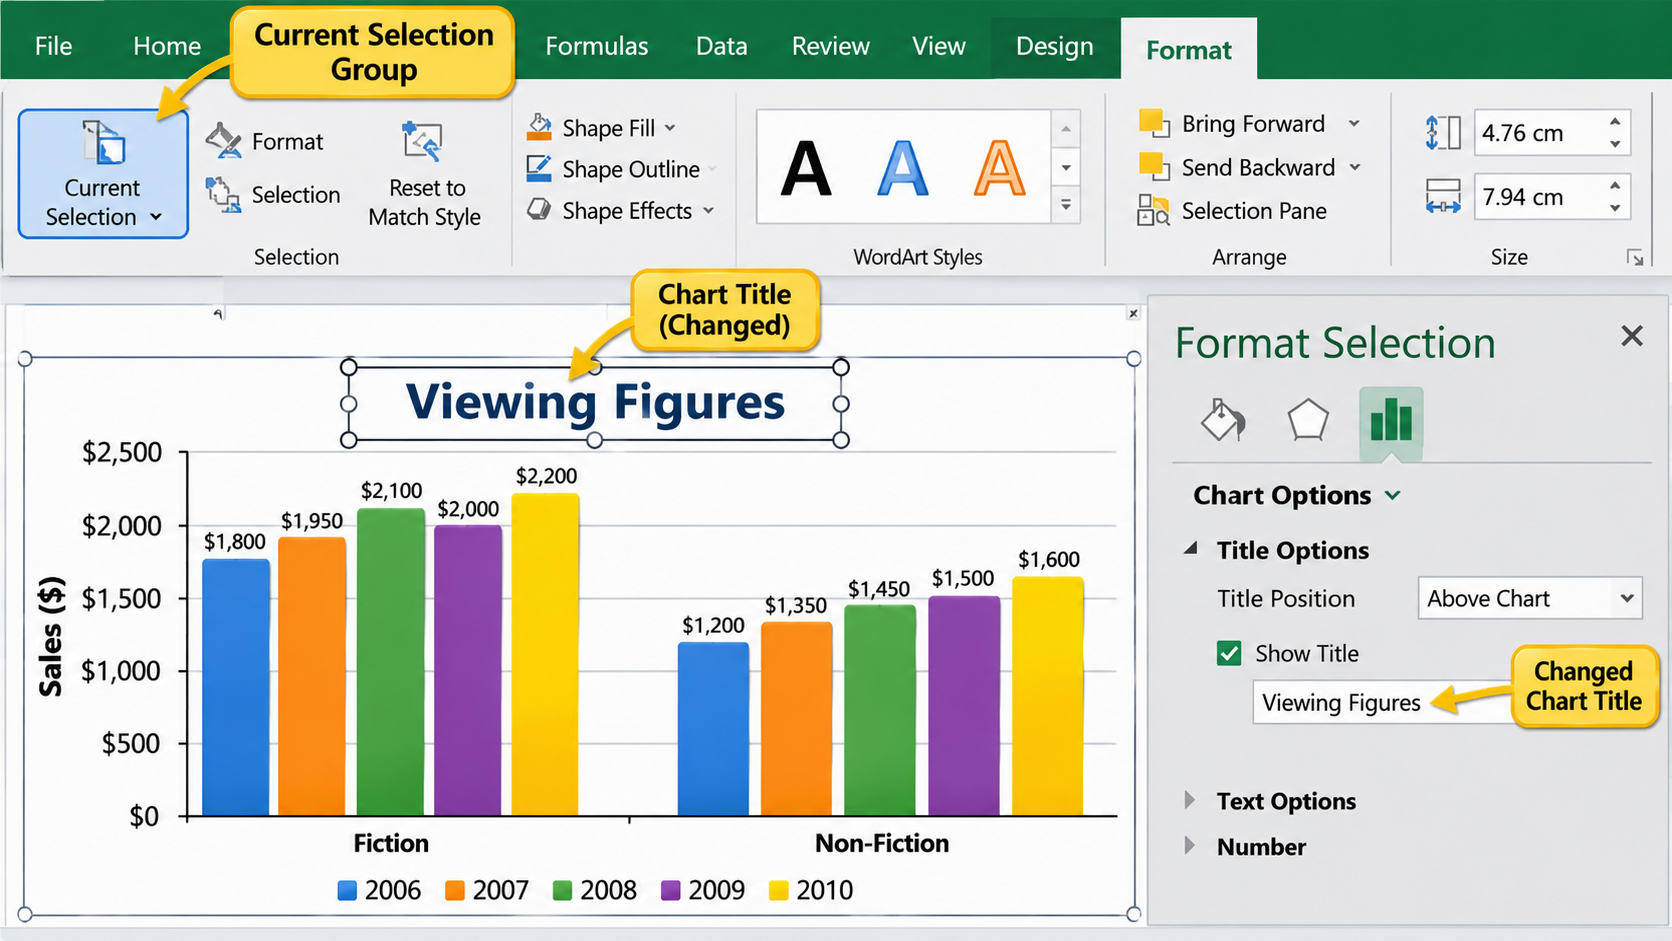 File Home Formulas Data Review View Design Format
Current Selection
Group
Current
Selection
Format
Selection
Reset to
Match Style
Selection
Shape Fill
Shape Outline
Shape Effects
A A A
WordArt Styles
Bring Forward
Send Backward
Selection Pane
Arrange
4.76 cm
7.94 cm
Size
Chart Title
(Changed)
Viewing Figures
Sales ($)
$2,500
$2,000
$1,500
$1,000
$500
$0
$1,800
$1,950
$2,100
$2,000
$2,200
$1,200
$1,350
$1,450
$1,500
$1,600
Fiction
Non-Fiction
2006 2007 2008 2009 2010
Format Selection
Chart Options
Title Options
Title Position Above Chart
Show Title
Viewing Figures
Changed
Chart Title
Text Options
Number